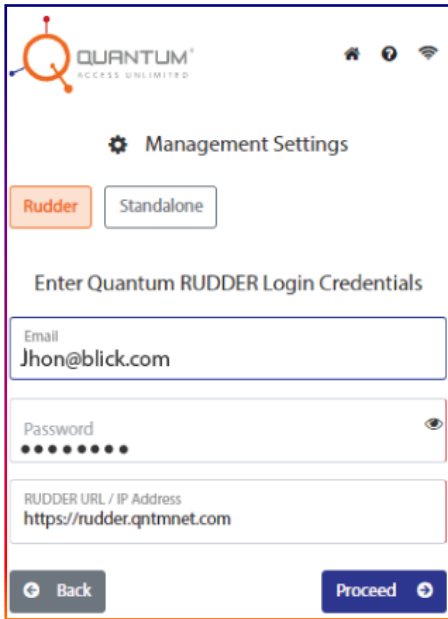 QUANTUM®
ACCESS UNLIMITED
Management Settings
Rudder
Standalone
Enter Quantum RUDDER Login Credentials
Email
Jhon@blick.com
Password
RUDDER URL / IP Address
https://rudder.qntmnet.com
Back
Proceed